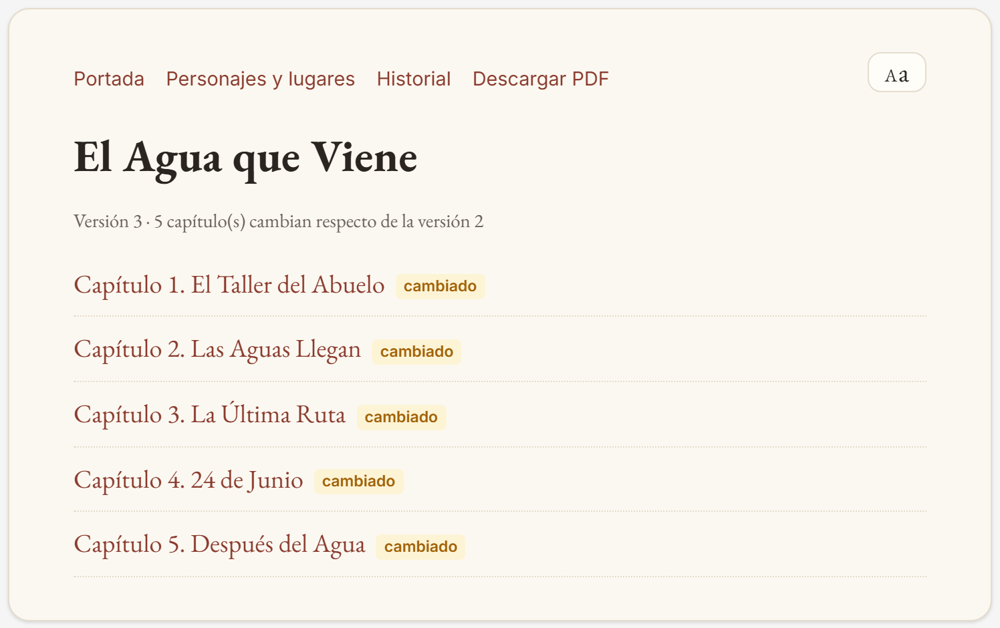 Portada Personajes y lugares Historial Descargar PDF Aa
El Agua que Viene
Versión 3 · 5 capítulo(s) cambian respecto de la versión 2
Capítulo 1. El Taller del Abuelo cambiado
Capítulo 2. Las Aguas Llegan cambiado
Capítulo 3. La Última Ruta cambiado
Capítulo 4. 24 de Junio cambiado
Capítulo 5. Después del Agua cambiado